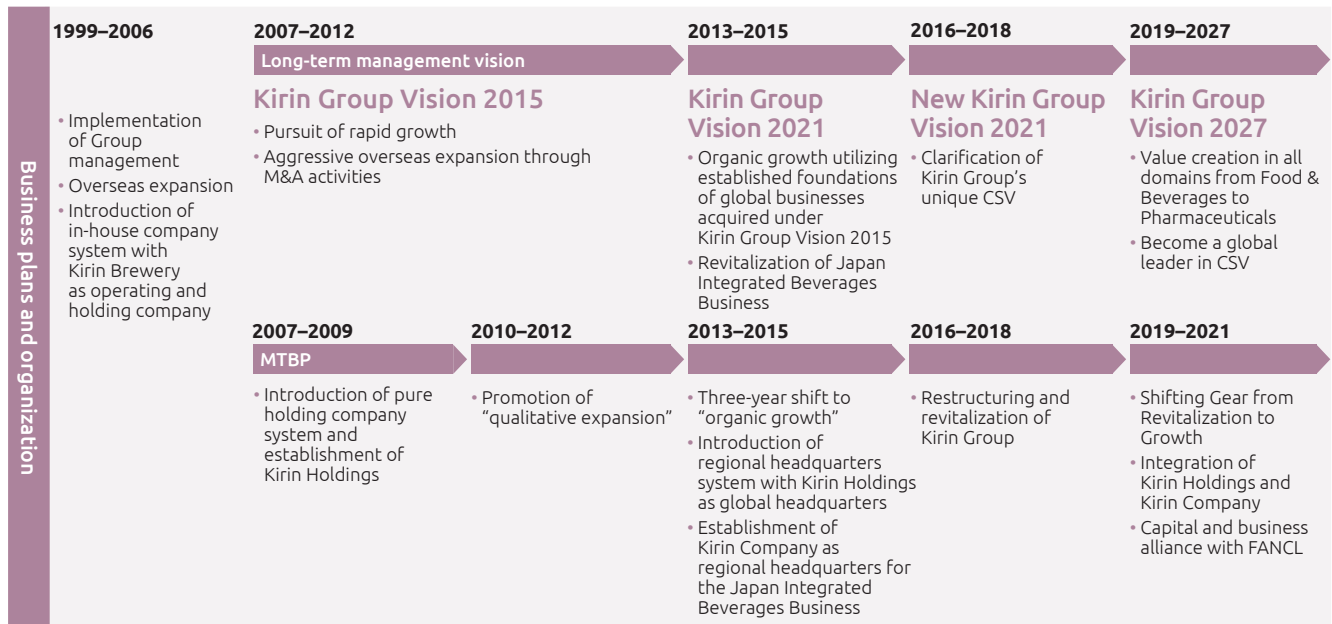 Business plans and organization
1999–2006
• Implementation
of Group
management
• Overseas expansion
• Introduction of
in-house company
system with
Kirin Brewery
as operating and
holding company
2007–2012
Long-term management vision
Kirin Group Vision 2015
• Pursuit of rapid growth
• Aggressive overseas expansion through
M&A activities
2013–2015
Kirin Group
Vision 2021
• Organic growth utilizing
established foundations
of global businesses
acquired under
Kirin Group Vision 2015
• Revitalization of Japan
Integrated Beverages
Business
2016–2018
New Kirin Group
Vision 2021
• Clarification of
Kirin Group’s
unique CSV
2019–2027
Kirin Group
Vision 2027
• Value creation in all
domains from Food &
Beverages to
Pharmaceuticals
• Become a global
leader in CSV
2007–2009
MTBP
• Introduction of pure
holding company
system and
establishment of
Kirin Holdings
2010–2012
• Promotion of
“qualitative expansion”
2013–2015
• Three-year shift to
“organic growth”
• Introduction of
regional headquarters
system with Kirin Holdings
as global headquarters
• Establishment of
Kirin Company as
regional headquarters for
the Japan Integrated
Beverages Business
2016–2018
• Restructuring and
revitalization of
Kirin Group
2019–2021
• Shifting Gear from
Revitalization to
Growth
• Integration of
Kirin Holdings and
Kirin Company
• Capital and business
alliance with FANCL